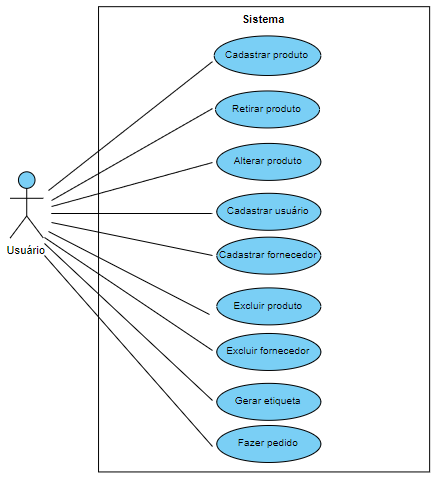 Sistema
Cadastrar produto
Retirar produto
Alterar produto
Cadastrar usuário
Usuário
Cadastrar fornecedor
Excluir produto
Excluir fornecedor
Gerar etiqueta
Fazer pedido